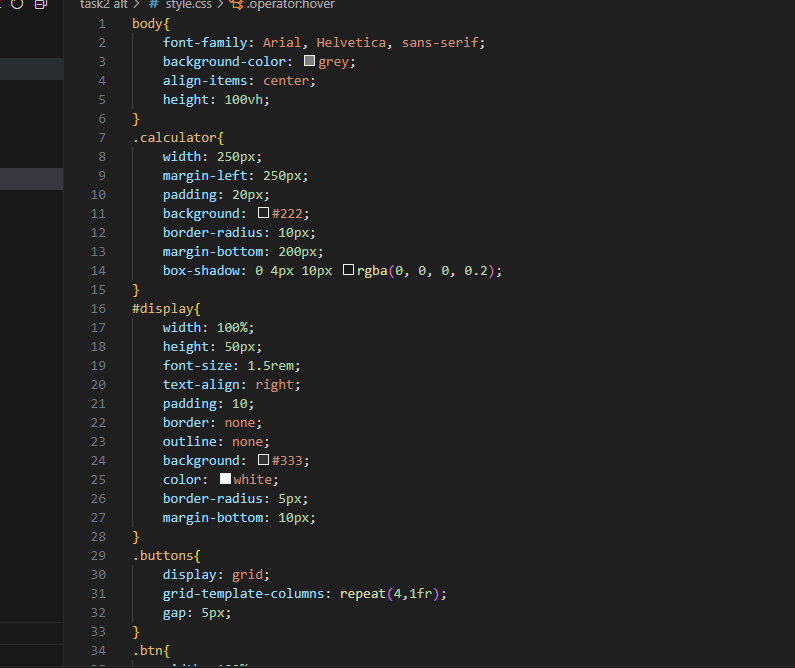 task2 alt > # style.css > .operator:hover
1 body{
2 font-family: Arial, Helvetica, sans-serif;
3 background-color: grey;
4 align-items: center;
5 height: 100vh;
6 }
7 .calculator{
8 width: 250px;
9 margin-left: 250px;
10 padding: 20px;
11 background: #222;
12 border-radius: 10px;
13 margin-bottom: 200px;
14 box-shadow: 0 4px 10px rgba(0, 0, 0, 0.2);
15 }
16 #display{
17 width: 100%;
18 height: 50px;
19 font-size: 1.5rem;
20 text-align: right;
21 padding: 10;
22 border: none;
23 outline: none;
24 background: #333;
25 color: white;
26 border-radius: 5px;
27 margin-bottom: 10px;
28 }
29 .buttons{
30 display: grid;
31 grid-template-columns: repeat(4,1fr);
32 gap: 5px;
33 }
34 .btn{